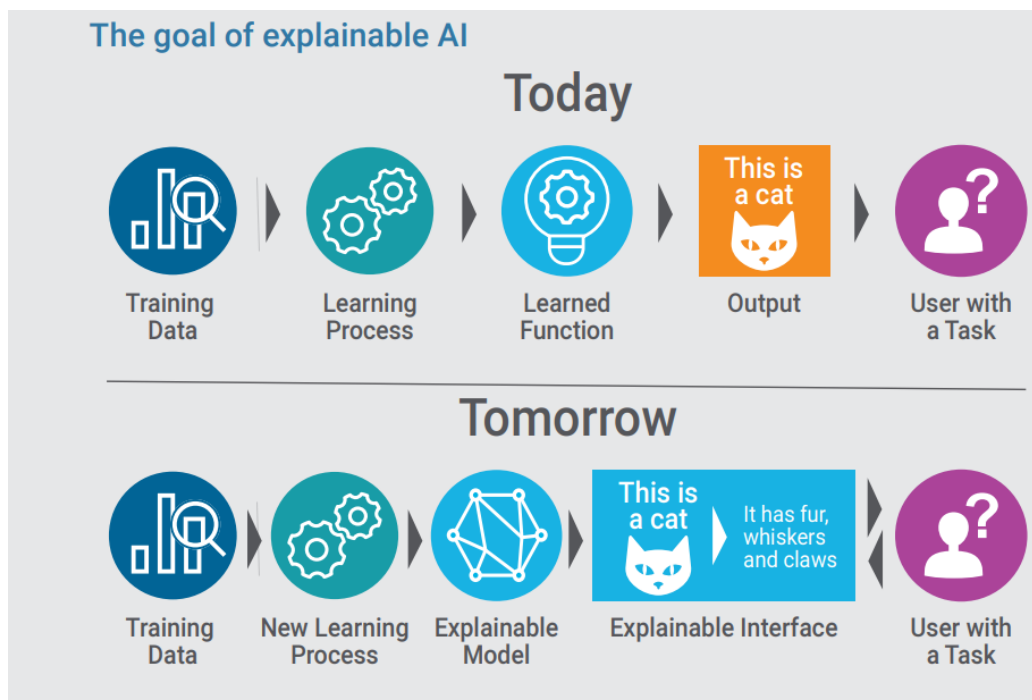 The goal of explainable AI
Today
This is
a cat
?
Training
Data
Learning
Process
Learned
Function
Output
User with
a Task
Tomorrow
This is
a cat
It has fur,
whiskers
and claws
?
Training
Data
New Learning
Process
Explainable
Model
Explainable Interface
User with
a Task